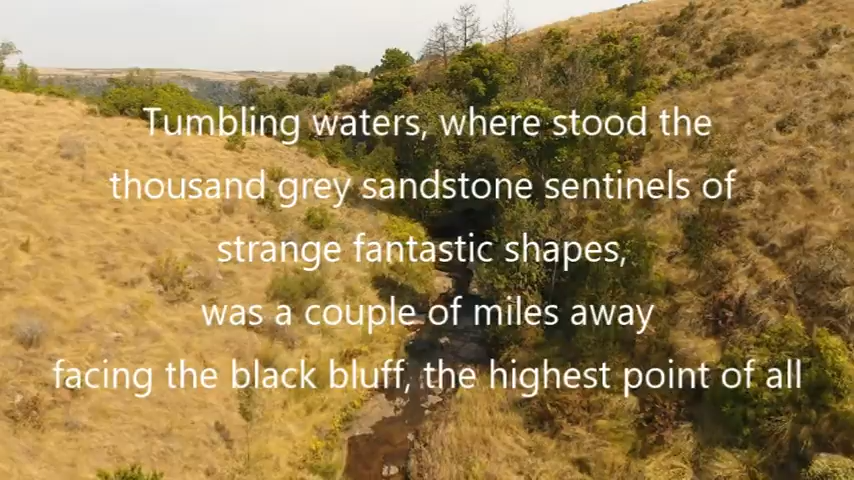 Tumbling waters, where stood the
thousand grey sandstone sentinels of
strange fantastic shapes,
was a couple of miles away
facing the black bluff, the highest point of all